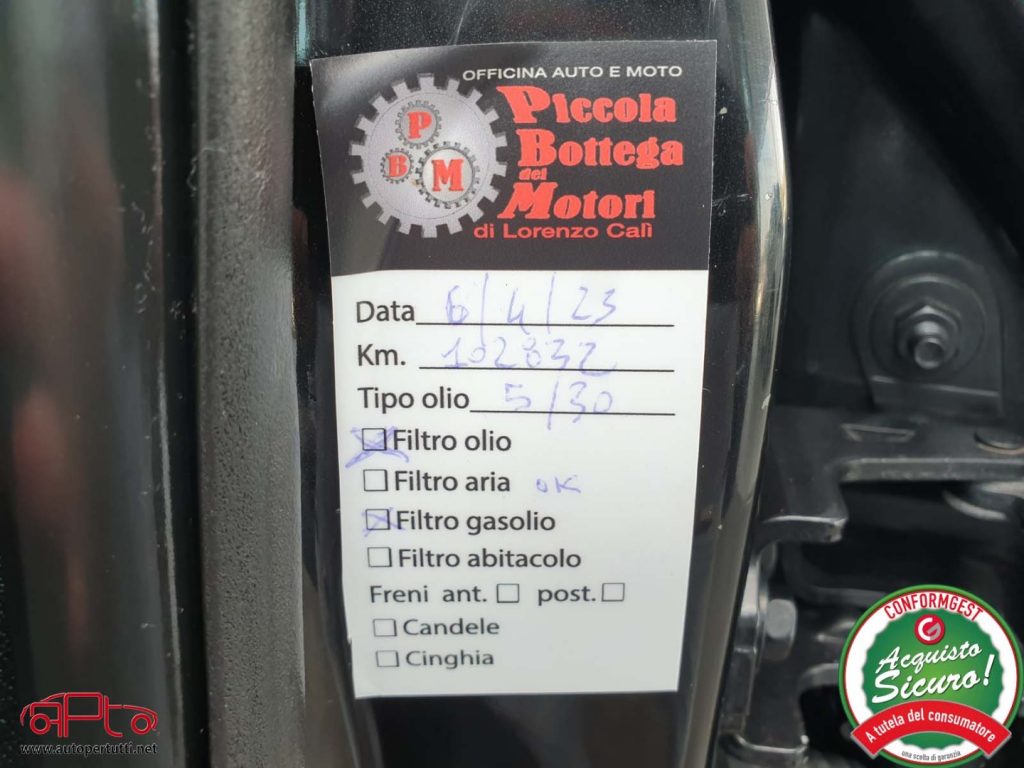 OFFICINA AUTO E MOTO
P
B
M
Piccola
Bottega
dei
Motori
di Lorenzo Calì
Data 6/4/23
Km. 102832
Tipo olio 5/30
Filtro olio
Filtro aria OK
Filtro gasolio
Filtro abitacolo
Freni ant. post.
Candele
Cinghia
CONFORMGEST
Acquisto
Sicuro!
A tutela del consumatore
una scelta di garanzia
aPto
www.autopertutti.net